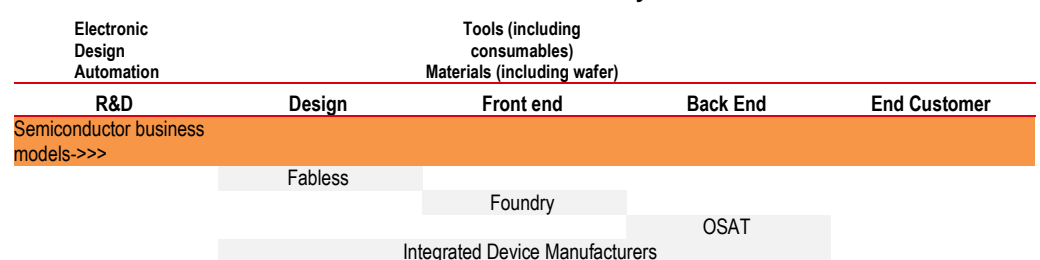 Electronic
Design
Automation
Tools (including
consumables)
Materials (including wafer)
R&D Design Front end Back End End Customer
Semiconductor business
models->>>
Fabless
Foundry
OSAT
Integrated Device Manufacturers